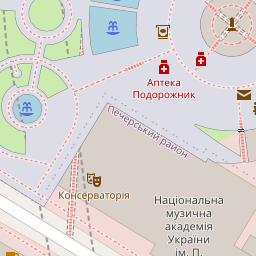 Аптека
Подорожник
Печерський район
Консерваторія
Національна
музична
академія
України
ім. П.